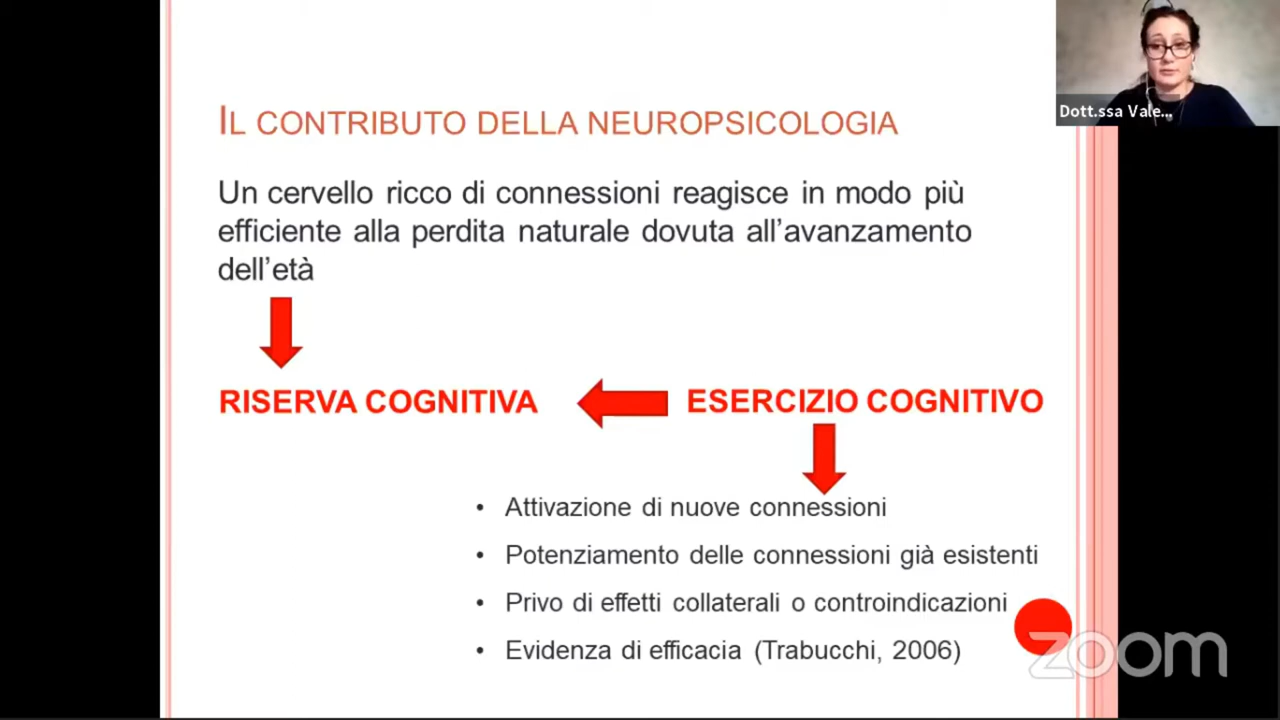 Dott.ssa Vale...
IL CONTRIBUTO DELLA NEUROPSICOLOGIA
Un cervello ricco di connessioni reagisce in modo più
efficiente alla perdita naturale dovuta all'avanzamento
dell'età
RISERVA COGNITIVA
ESERCIZIO COGNITIVO
• Attivazione di nuove connessioni
• Potenziamento delle connessioni già esistenti
• Privo di effetti collaterali o controindicazioni
• Evidenza di efficacia (Trabucchi, 2006)
zoom